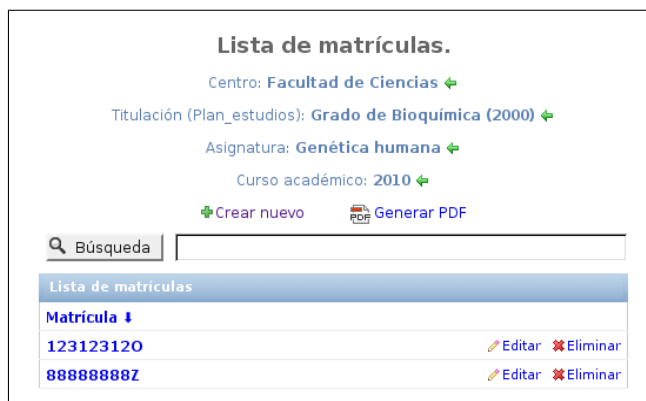 Lista de matrículas.
Centro: Facultad de Ciencias
Titulación (Plan_estudios): Grado de Bioquímica (2000)
Asignatura: Genética humana
Curso académico: 2010
Crear nuevo PDF Generar PDF
Búsqueda
Lista de matrículas
Matrícula
12312312O Editar Eliminar
88888888Z Editar Eliminar